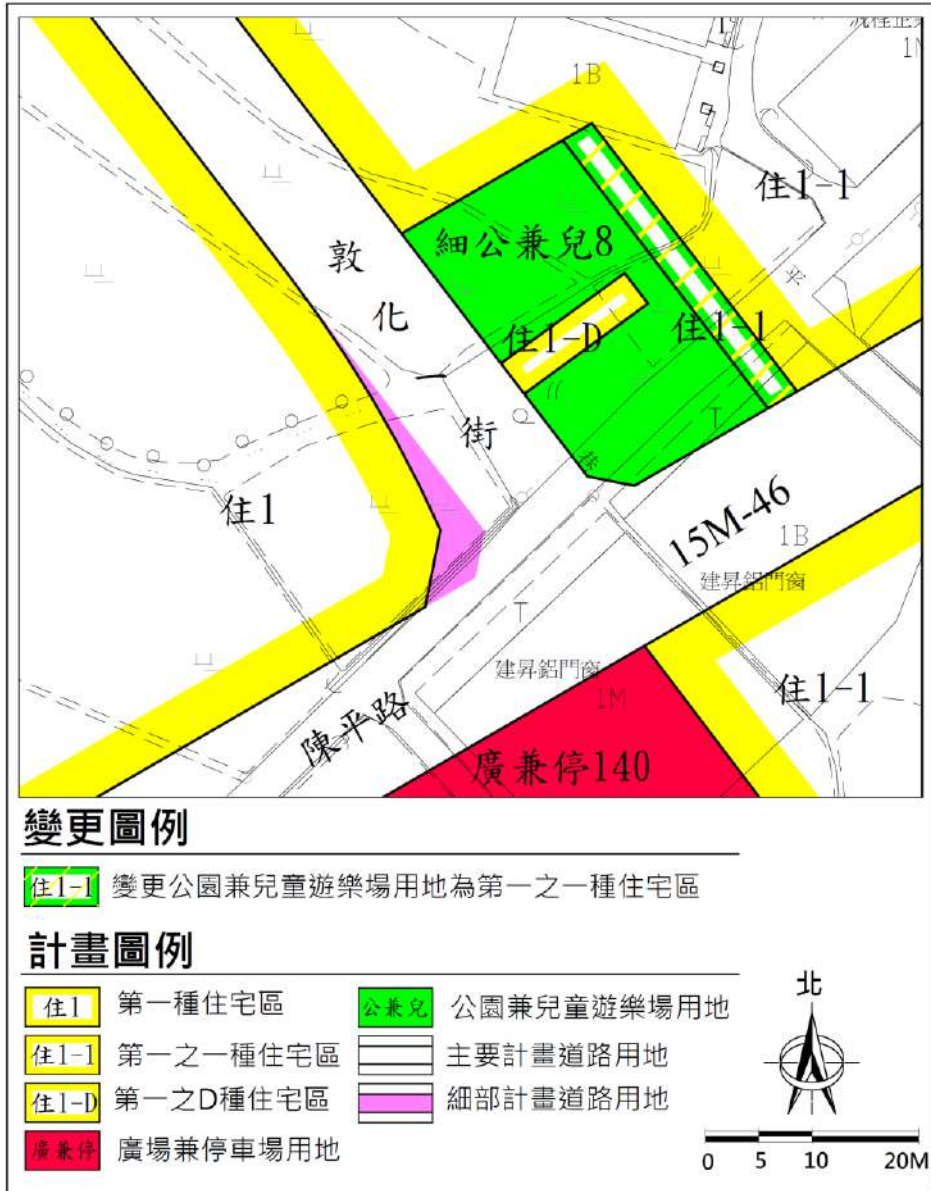 1B
住1-1
細公兼兒8
敦
化
一
街
住1-D
住1-1
平
T
住1
15M-46
1B
建昇鋁門窗
T
建昇鋁門窗
1M
住1-1
陳平路
廣兼停140
變更圖例
住1-1 變更公園兼兒童遊樂場用地為第一之一種住宅區
計畫圖例
住1 第一種住宅區
公兼兒 公園兼兒童遊樂場用地
住1-1 第一之一種住宅區
主要計畫道路用地
住1-D 第一之D種住宅區
細部計畫道路用地
廣兼停 廣場兼停車場用地
北
0 5 10 20M